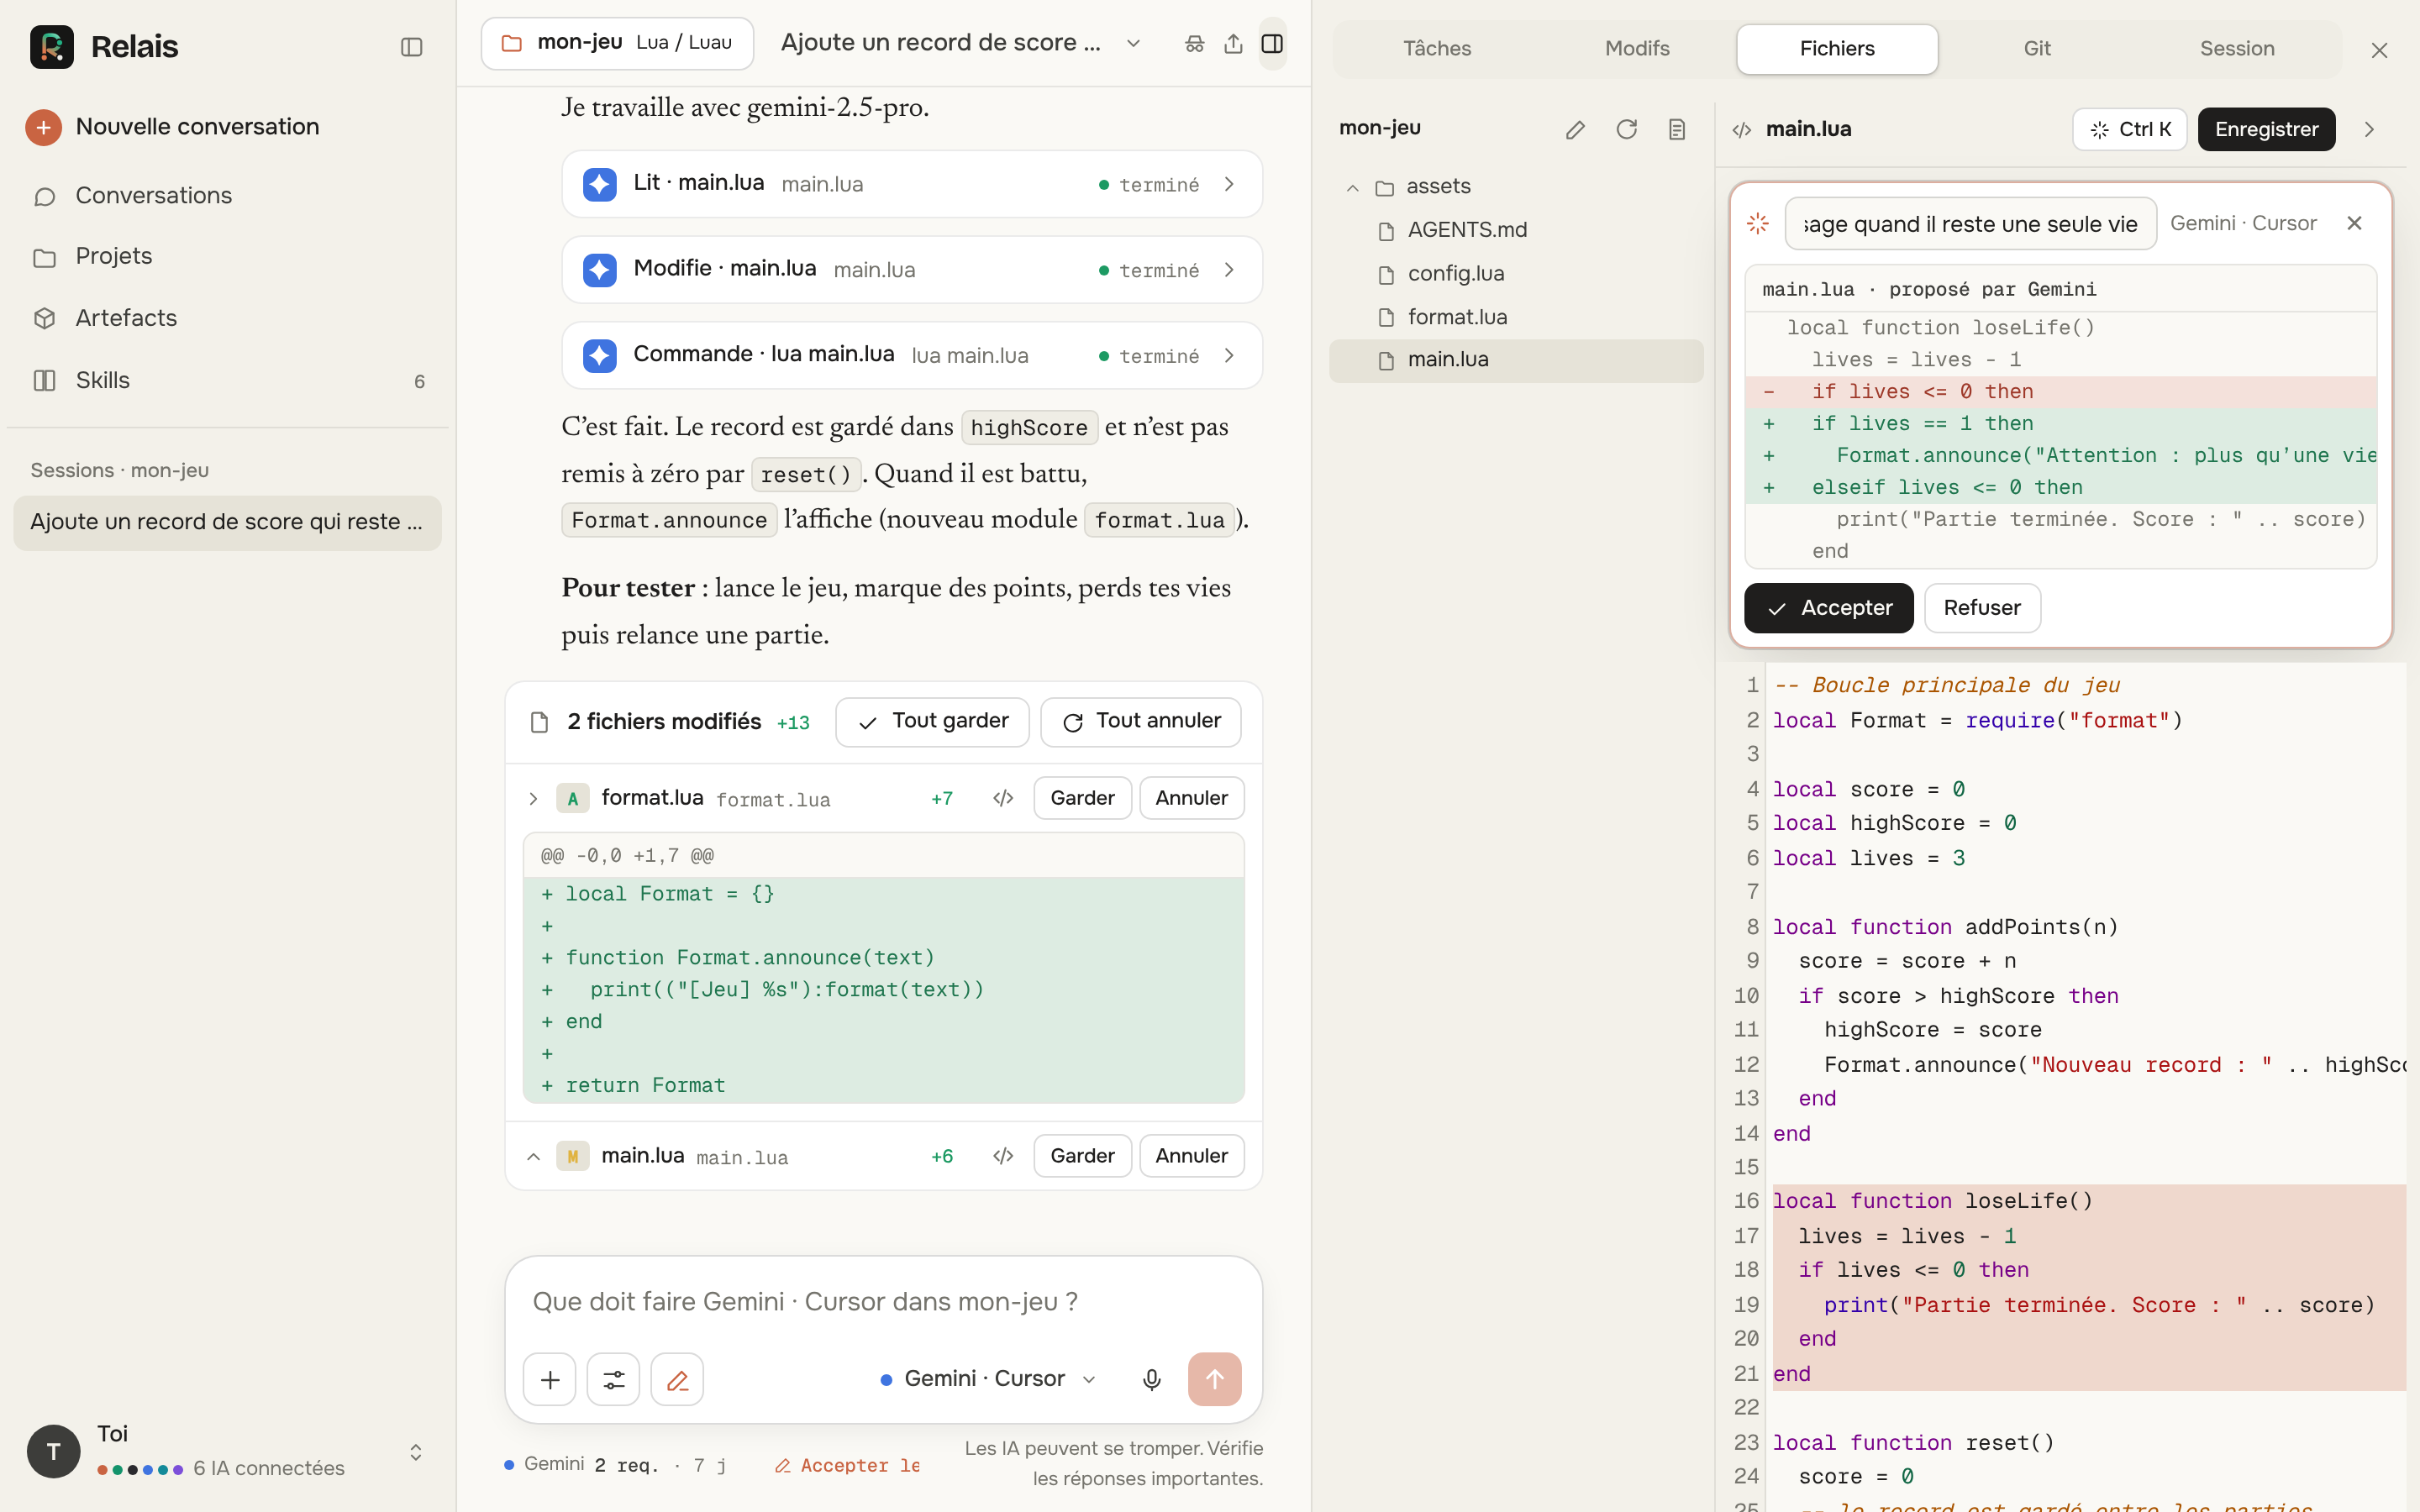 Relais
Nouvelle conversation
Conversations
Projets
Artefacts
Skills 6
Sessions · mon-jeu
Ajoute un record de score qui reste ...
T
Toi
6 IA connectées
mon-jeu Lua / Luau
Ajoute un record de score ...
Je travaille avec gemini-2.5-pro.
Lit · main.lua main.lua terminé
Modifie · main.lua main.lua terminé
Commande · lua main.lua lua main.lua terminé
C’est fait. Le record est gardé dans highScore et n’est pas
remis à zéro par reset(). Quand il est battu,
Format.announce l’affiche (nouveau module format.lua).
Pour tester : lance le jeu, marque des points, perds tes vies
puis relance une partie.
2 fichiers modifiés +13 Tout garder Tout annuler
A format.lua format.lua +7 </> Garder Annuler
@@ -0,0 +1,7 @@
+ local Format = {}
+
+ function Format.announce(text)
+   print(("[Jeu] %s"):format(text))
+ end
+
+ return Format
M main.lua main.lua +6 </> Garder Annuler
Que doit faire Gemini · Cursor dans mon-jeu ?
Gemini · Cursor
Gemini 2 req. · 7 j Accepter le
Les IA peuvent se tromper. Vérifie
les réponses importantes.
Tâches Modifs Fichiers Git Session
mon-jeu
assets
AGENTS.md
config.lua
format.lua
main.lua
</> main.lua Ctrl K Enregistrer
sage quand il reste une seule vie Gemini · Cursor
main.lua · proposé par Gemini
local function loseLife()
  lives = lives - 1
-   if lives <= 0 then
+   if lives == 1 then
+     Format.announce("Attention : plus qu’une vie
+   elseif lives <= 0 then
    print("Partie terminée. Score : " .. score)
  end
Accepter Refuser
1 -- Boucle principale du jeu
2 local Format = require("format")
3
4 local score = 0
5 local highScore = 0
6 local lives = 3
7
8 local function addPoints(n)
9   score = score + n
10   if score > highScore then
11     highScore = score
12     Format.announce("Nouveau record : " .. highSco
13   end
14 end
15
16 local function loseLife()
17   lives = lives - 1
18   if lives <= 0 then
19     print("Partie terminée. Score : " .. score)
20   end
21 end
22
23 local function reset()
24   score = 0
25   -- le record est gardé entre les parties